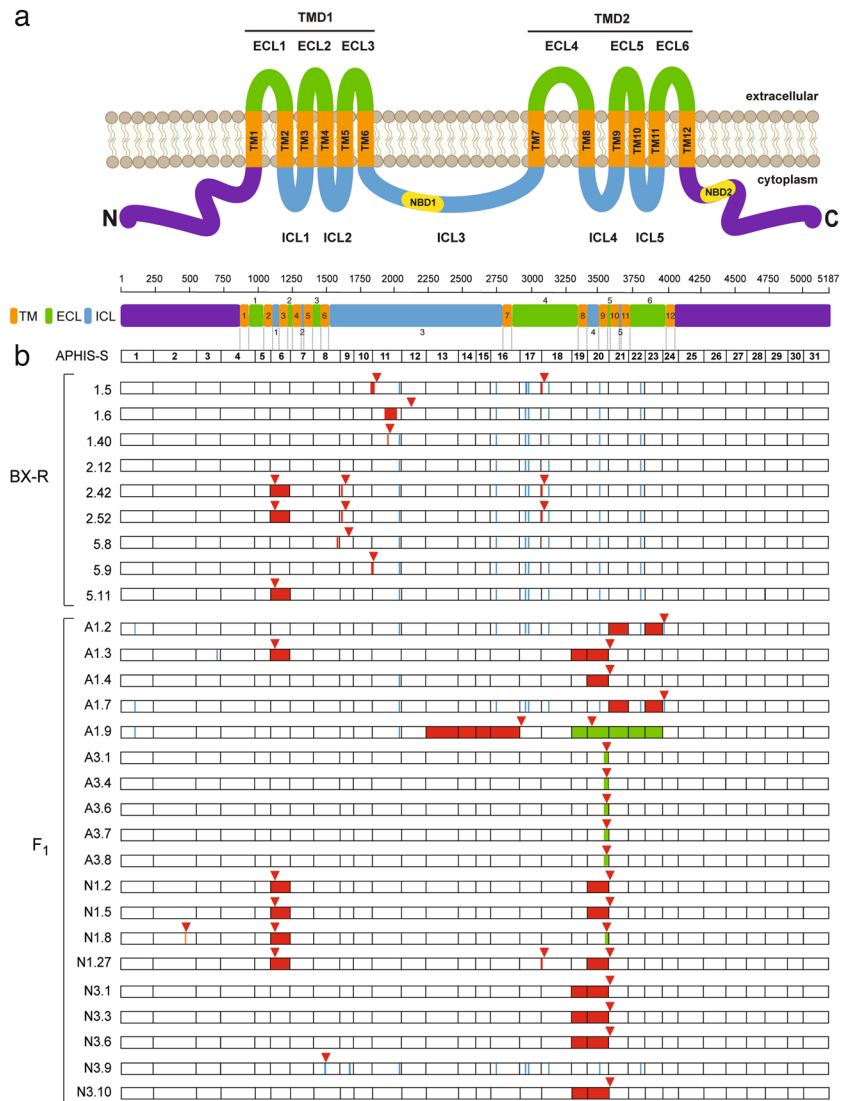 a
TMD1
TMD2
ECL1 ECL2 ECL3
ECL4 ECL5 ECL6
extracellular
TM1 TM2 TM3 TM4 TM5 TM6 TM7 TM8 TM9 TM10 TM11 TM12
cytoplasm
NBD1 NBD2
N C
ICL1 ICL2 ICL3 ICL4 ICL5
1 250 500 750 1000 1250 1500 1750 2000 2250 2500 2750 3000 3250 3500 3750 4000 4250 4500 4750 5000 5187
1 2 3 4 5 6
TM ECL ICL
1 2 3 4 5 6 7 8 9 10 11 12
1 2 3 4 5
b
APHIS-S 1 2 3 4 5 6 7 8 9 10 11 12 13 14 15 16 17 18 19 20 21 22 23 24 25 26 27 28 29 30 31
BX-R
1.5
1.6
1.40
2.12
2.42
2.52
5.8
5.9
5.11
F1
A1.2
A1.3
A1.4
A1.7
A1.9
A3.1
A3.4
A3.6
A3.7
A3.8
N1.2
N1.5
N1.8
N1.27
N3.1
N3.3
N3.6
N3.9
N3.10